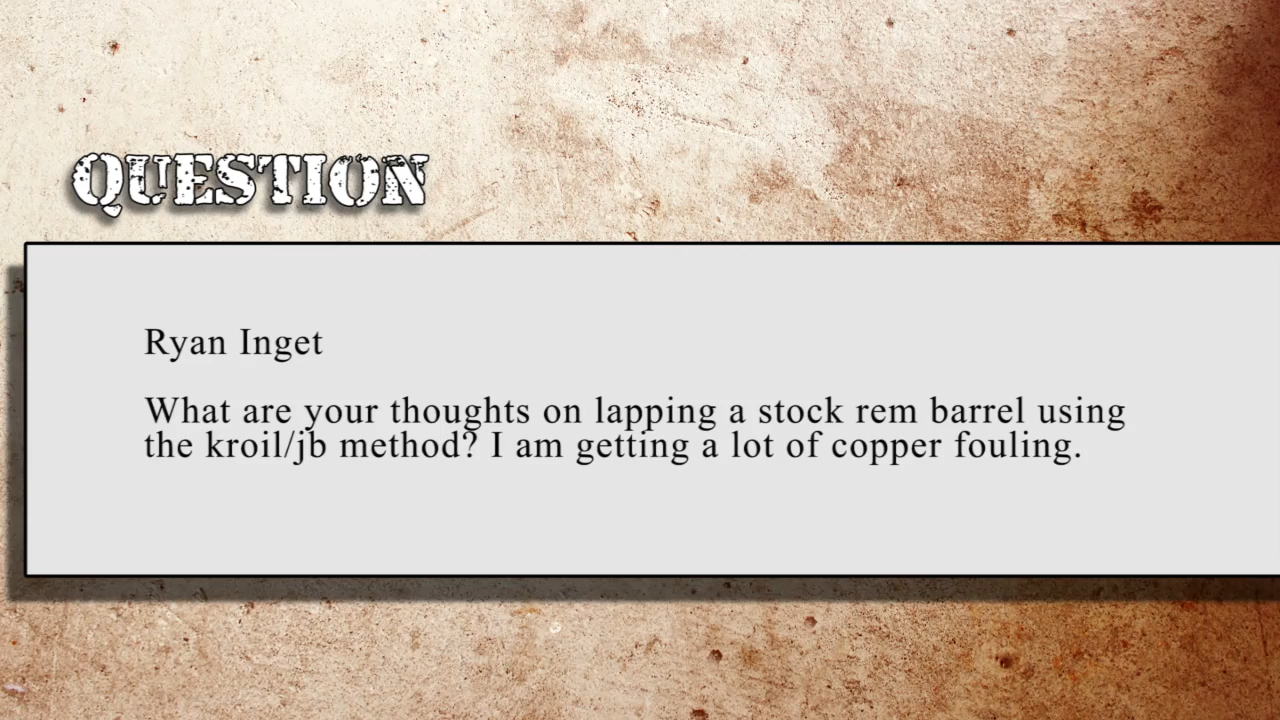 QUESTION
Ryan Inget
What are your thoughts on lapping a stock rem barrel using
the kroil/jb method? I am getting a lot of copper fouling.